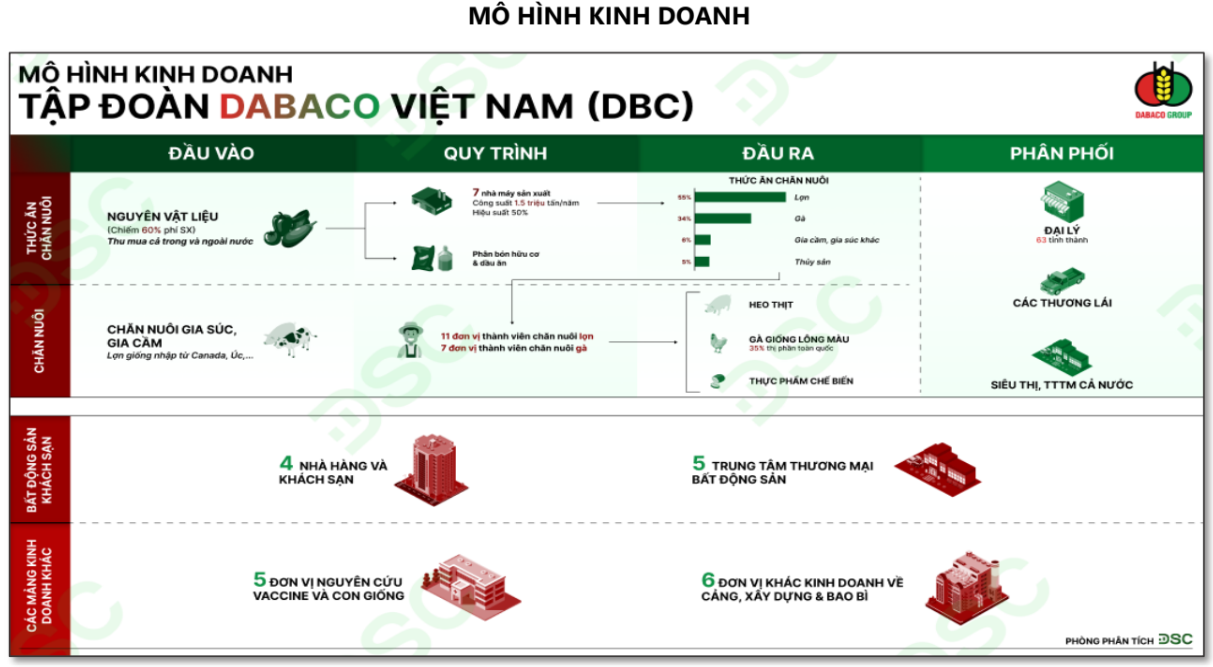 MÔ HÌNH KINH DOANH
MÔ HÌNH KINH DOANH
TẬP ĐOÀN DABACO VIỆT NAM (DBC)
DABACO GROUP
ĐẦU VÀO
QUY TRÌNH
ĐẦU RA
PHÂN PHỐI
THỨC ĂN
CHĂN NUÔI
NGUYÊN VẬT LIỆU
(Chiếm 60% phí SX)
Thu mua cả trong và ngoài nước
7 nhà máy sản xuất
Công suất 1.5 triệu tấn/năm
Hiệu suất 50%
Phân bón hữu cơ
& dầu ăn
THỨC ĂN CHĂN NUÔI
55% Lợn
34% Gà
6% Gia cầm, gia súc khác
5% Thủy sản
ĐẠI LÝ
63 tỉnh thành
CÁC THƯƠNG LÁI
SIÊU THỊ, TTTM CẢ NƯỚC
CHĂN NUÔI
CHĂN NUÔI GIA SÚC,
GIA CẦM
Lợn giống nhập từ Canada, Úc,...
11 đơn vị thành viên chăn nuôi lợn
7 đơn vị thành viên chăn nuôi gà
HEO THỊT
GÀ GIỐNG LÔNG MÀU
35% thị phần toàn quốc
THỰC PHẨM CHẾ BIẾN
BẤT ĐỘNG SẢN
KHÁCH SẠN
4 NHÀ HÀNG VÀ
KHÁCH SẠN
5 TRUNG TÂM THƯƠNG MẠI
BẤT ĐỘNG SẢN
CÁC MẢNG KINH
DOANH KHÁC
5 ĐƠN VỊ NGUYÊN CỨU
VACCINE VÀ CON GIỐNG
6 ĐƠN VỊ KHÁC KINH DOANH VỀ
CẢNG, XÂY DỰNG & BAO BÌ
PHÒNG PHÂN TÍCH DSC